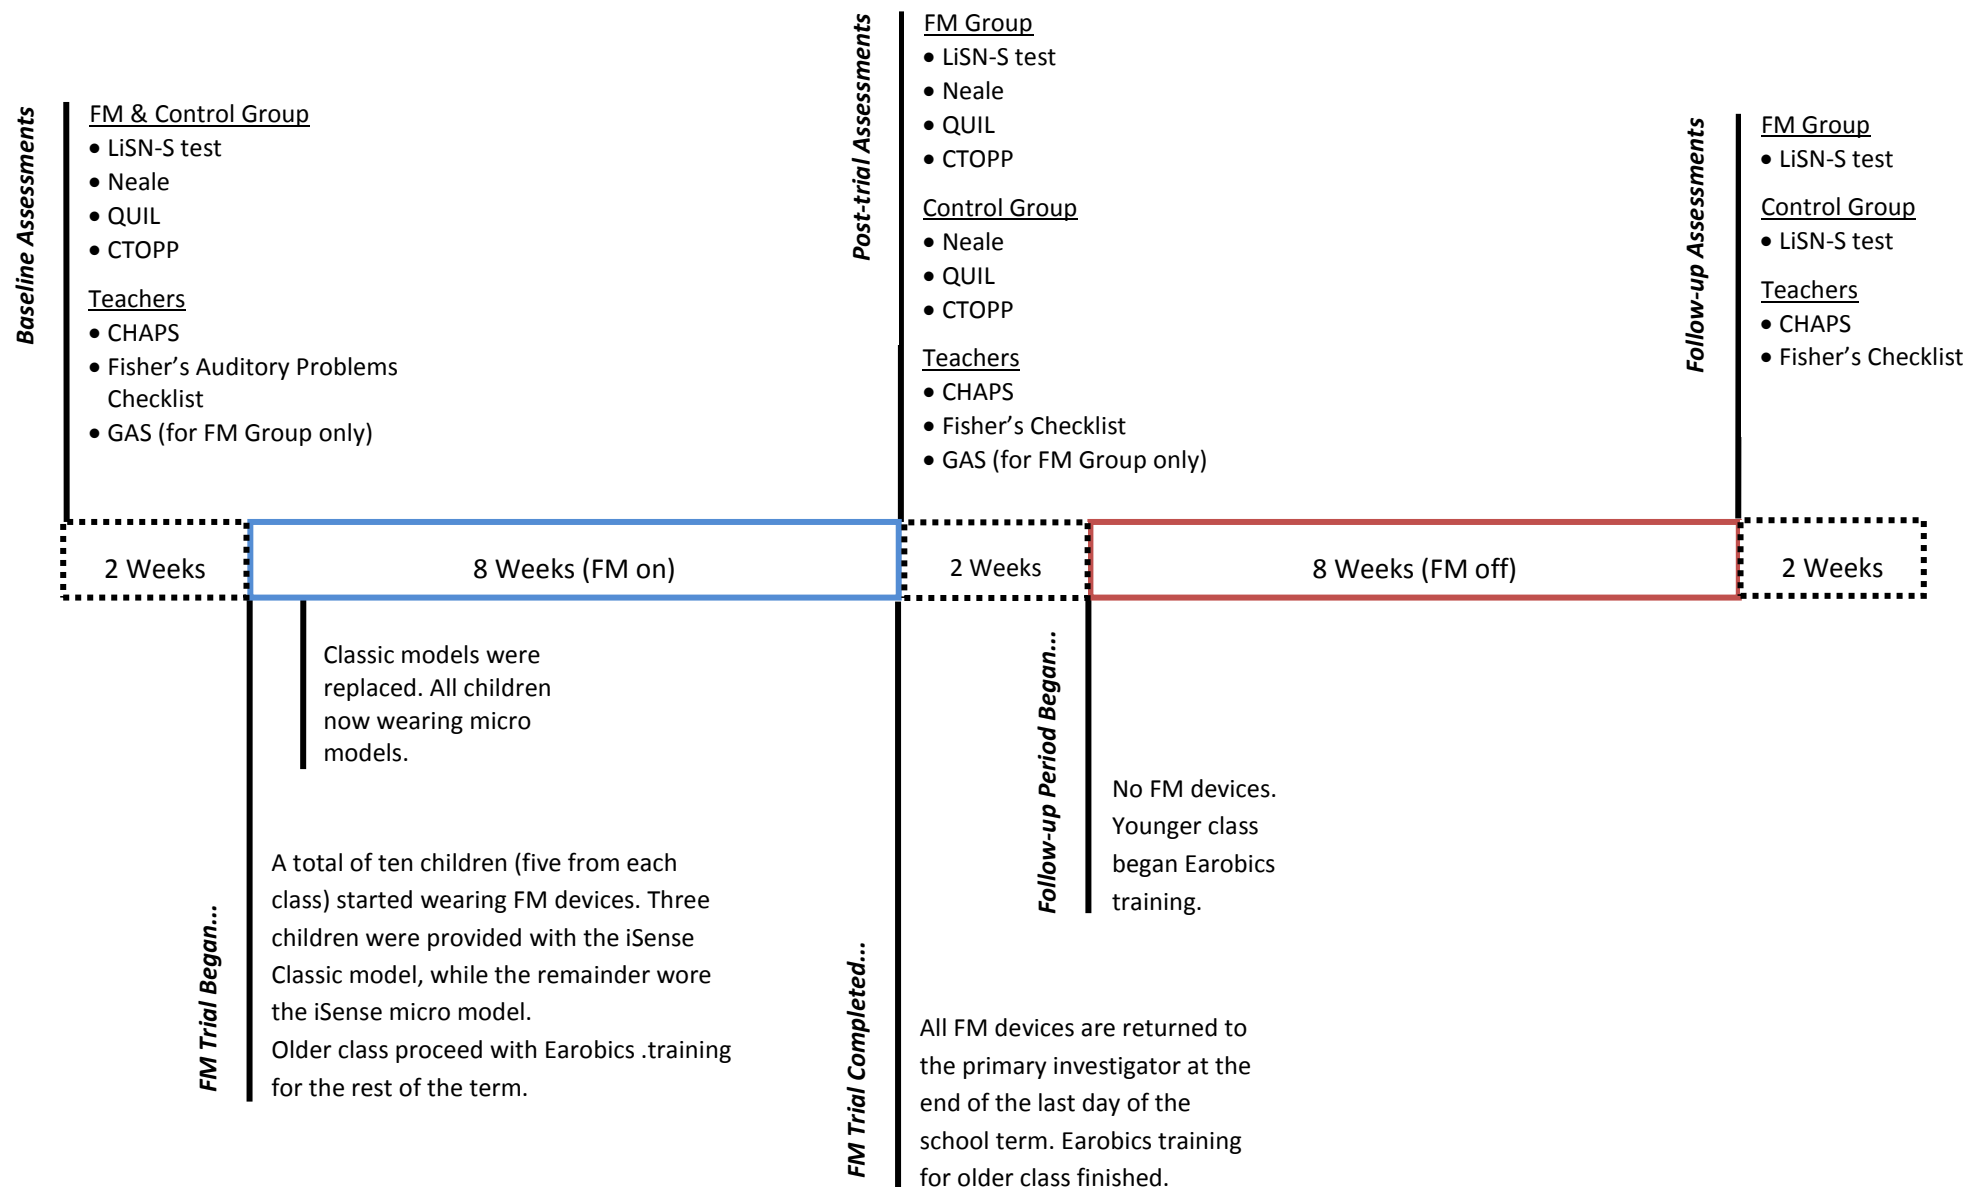 Baseline Assessments
FM & Control Group
• LiSN-S test
• Neale
• QUIL
• CTOPP
Teachers
• CHAPS
• Fisher’s Auditory Problems
Checklist
• GAS (for FM Group only)
Post-trial Assessments
FM Group
• LiSN-S test
• Neale
• QUIL
• CTOPP
Control Group
• Neale
• QUIL
• CTOPP
Teachers
• CHAPS
• Fisher’s Checklist
• GAS (for FM Group only)
Follow-up Assessments
FM Group
• LiSN-S test
Control Group
• LiSN-S test
Teachers
• CHAPS
• Fisher’s Checklist
2 Weeks
8 Weeks (FM on)
2 Weeks
8 Weeks (FM off)
2 Weeks
Classic models were
replaced. All children
now wearing micro
models.
FM Trial Began...
A total of ten children (five from each
class) started wearing FM devices. Three
children were provided with the iSense
Classic model, while the remainder wore
the iSense micro model.
Older class proceed with Earobics .training
for the rest of the term.
FM Trial Completed...
All FM devices are returned to
the primary investigator at the
end of the last day of the
school term. Earobics training
for older class finished.
Follow-up Period Began...
No FM devices.
Younger class
began Earobics
training.